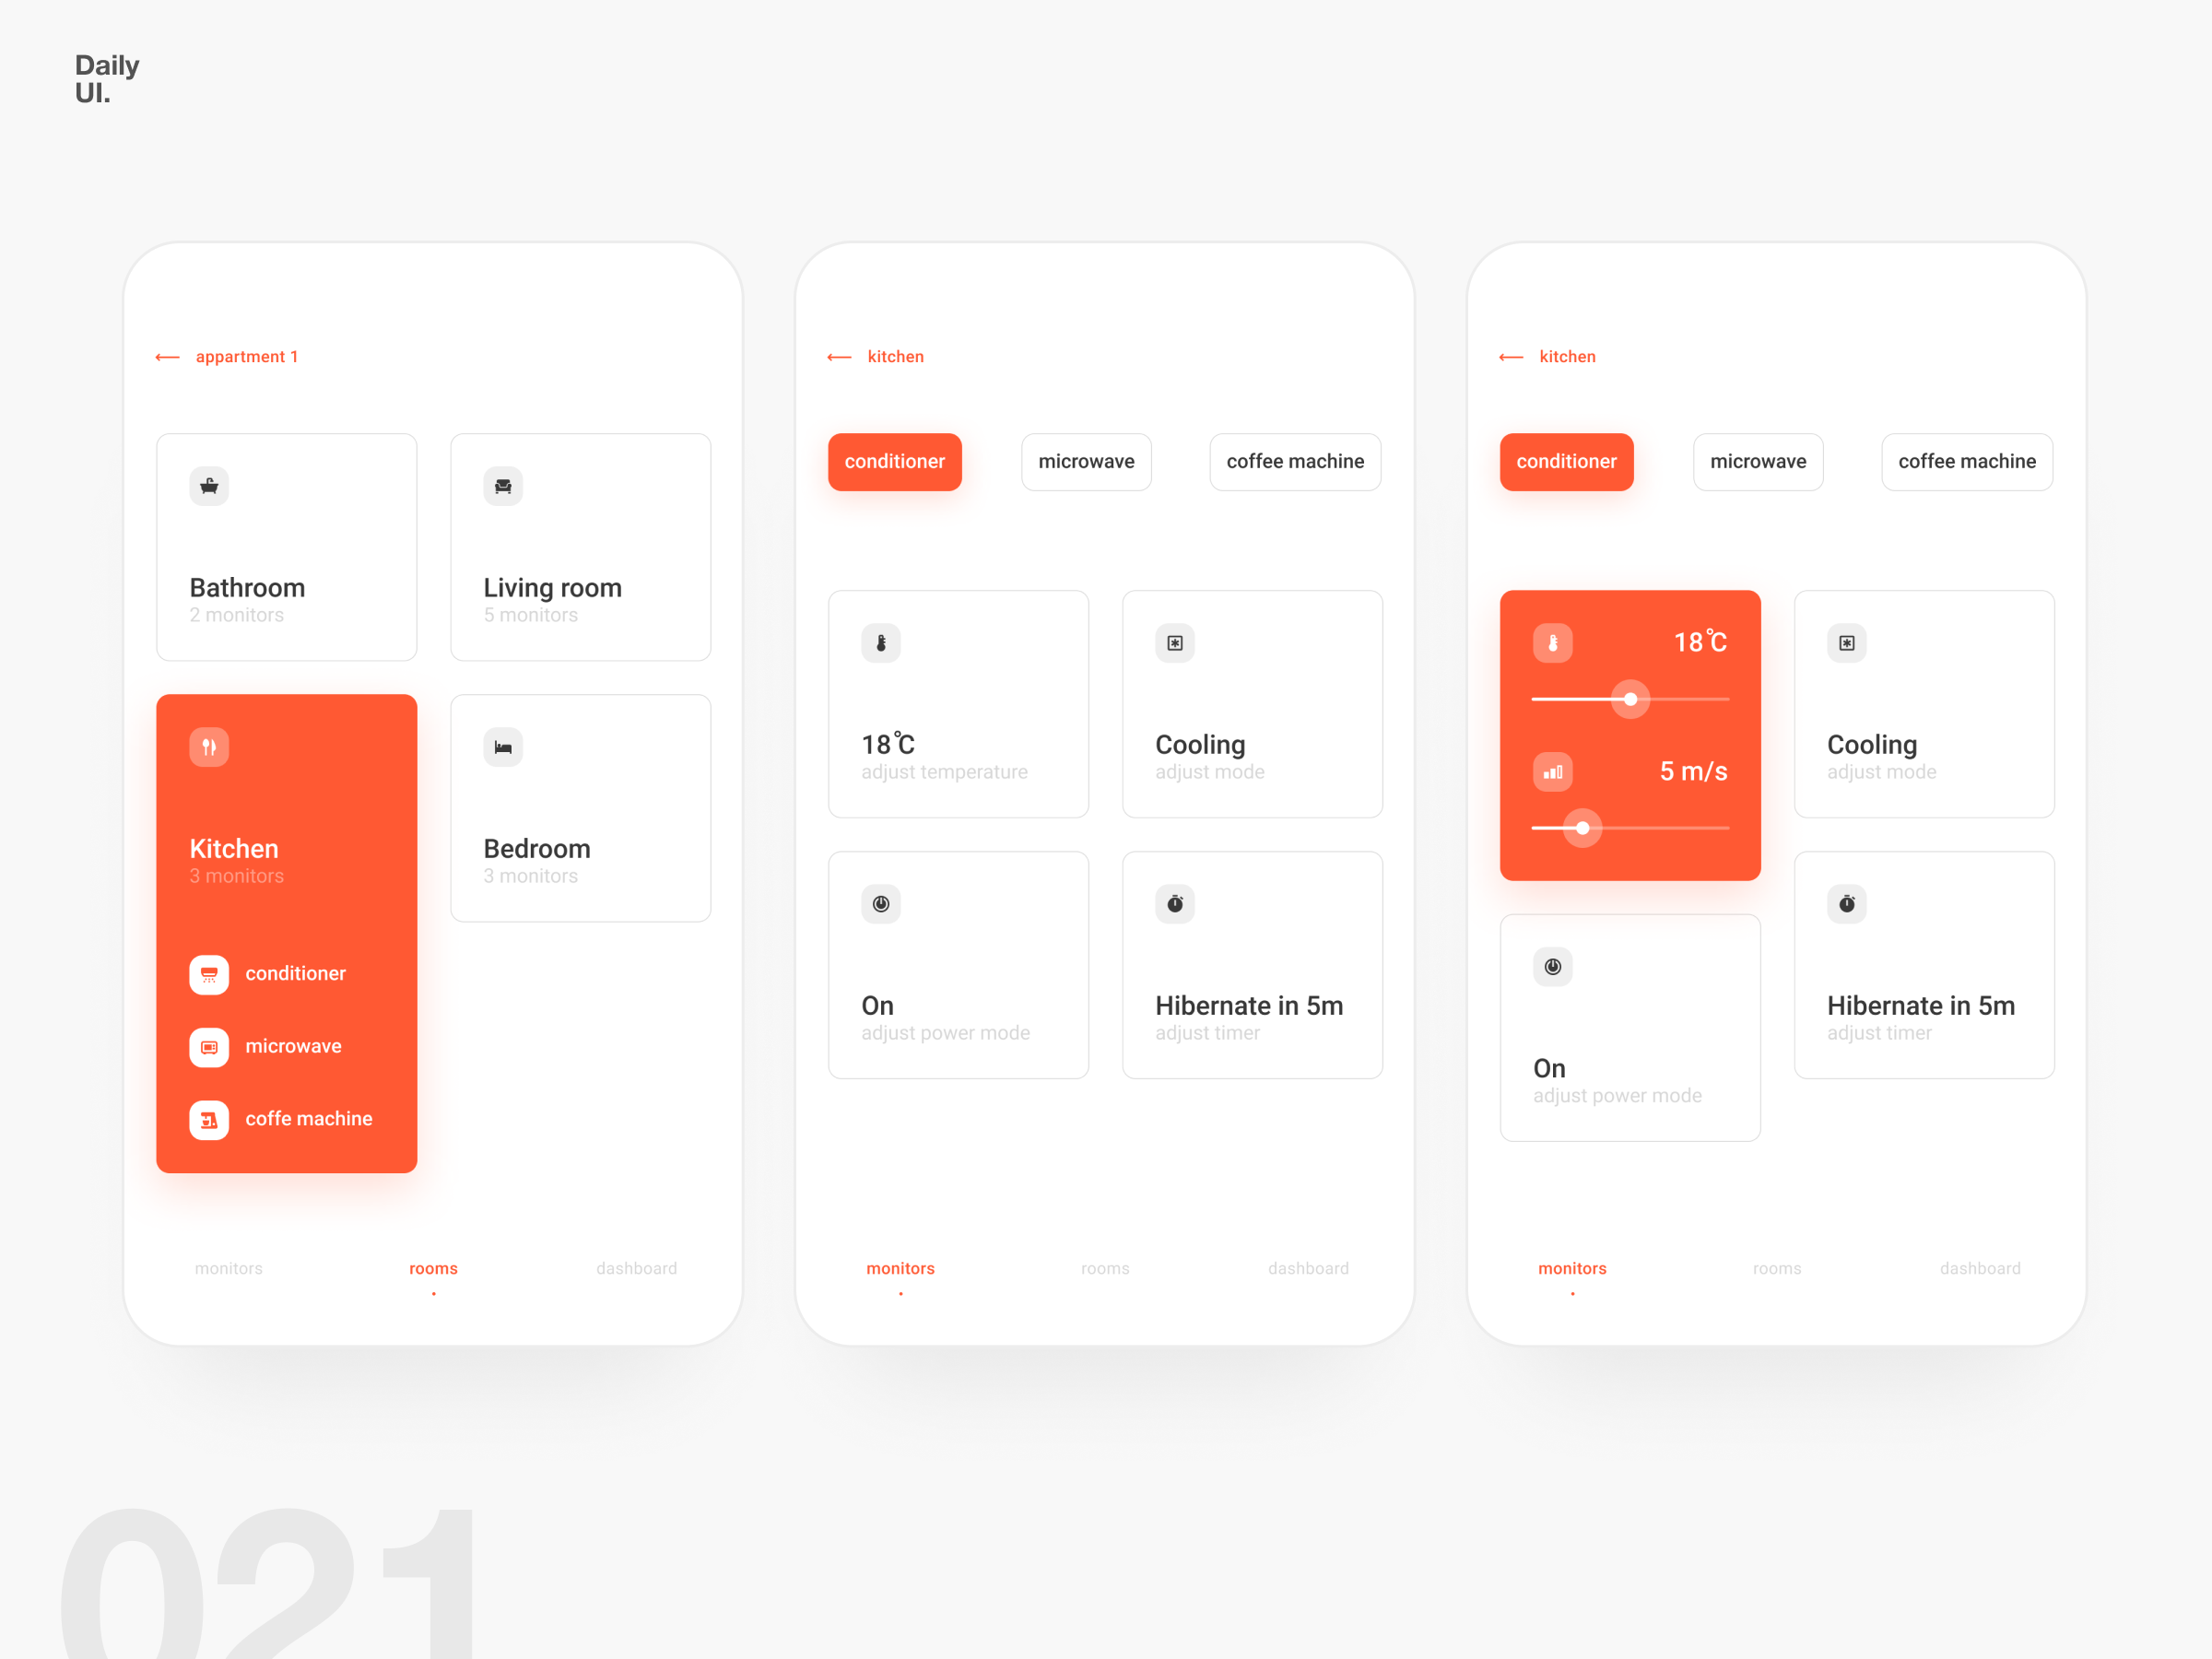 Daily
UI.
appartment 1
Bathroom
2 monitors
Living room
5 monitors
Kitchen
3 monitors
conditioner
microwave
coffe machine
Bedroom
3 monitors
monitors
rooms
dashboard
kitchen
conditioner
microwave
coffee machine
18°C
adjust temperature
Cooling
adjust mode
On
adjust power mode
Hibernate in 5m
adjust timer
monitors
rooms
dashboard
kitchen
conditioner
microwave
coffee machine
18°C
5 m/s
Cooling
adjust mode
On
adjust power mode
Hibernate in 5m
adjust timer
monitors
rooms
dashboard
021